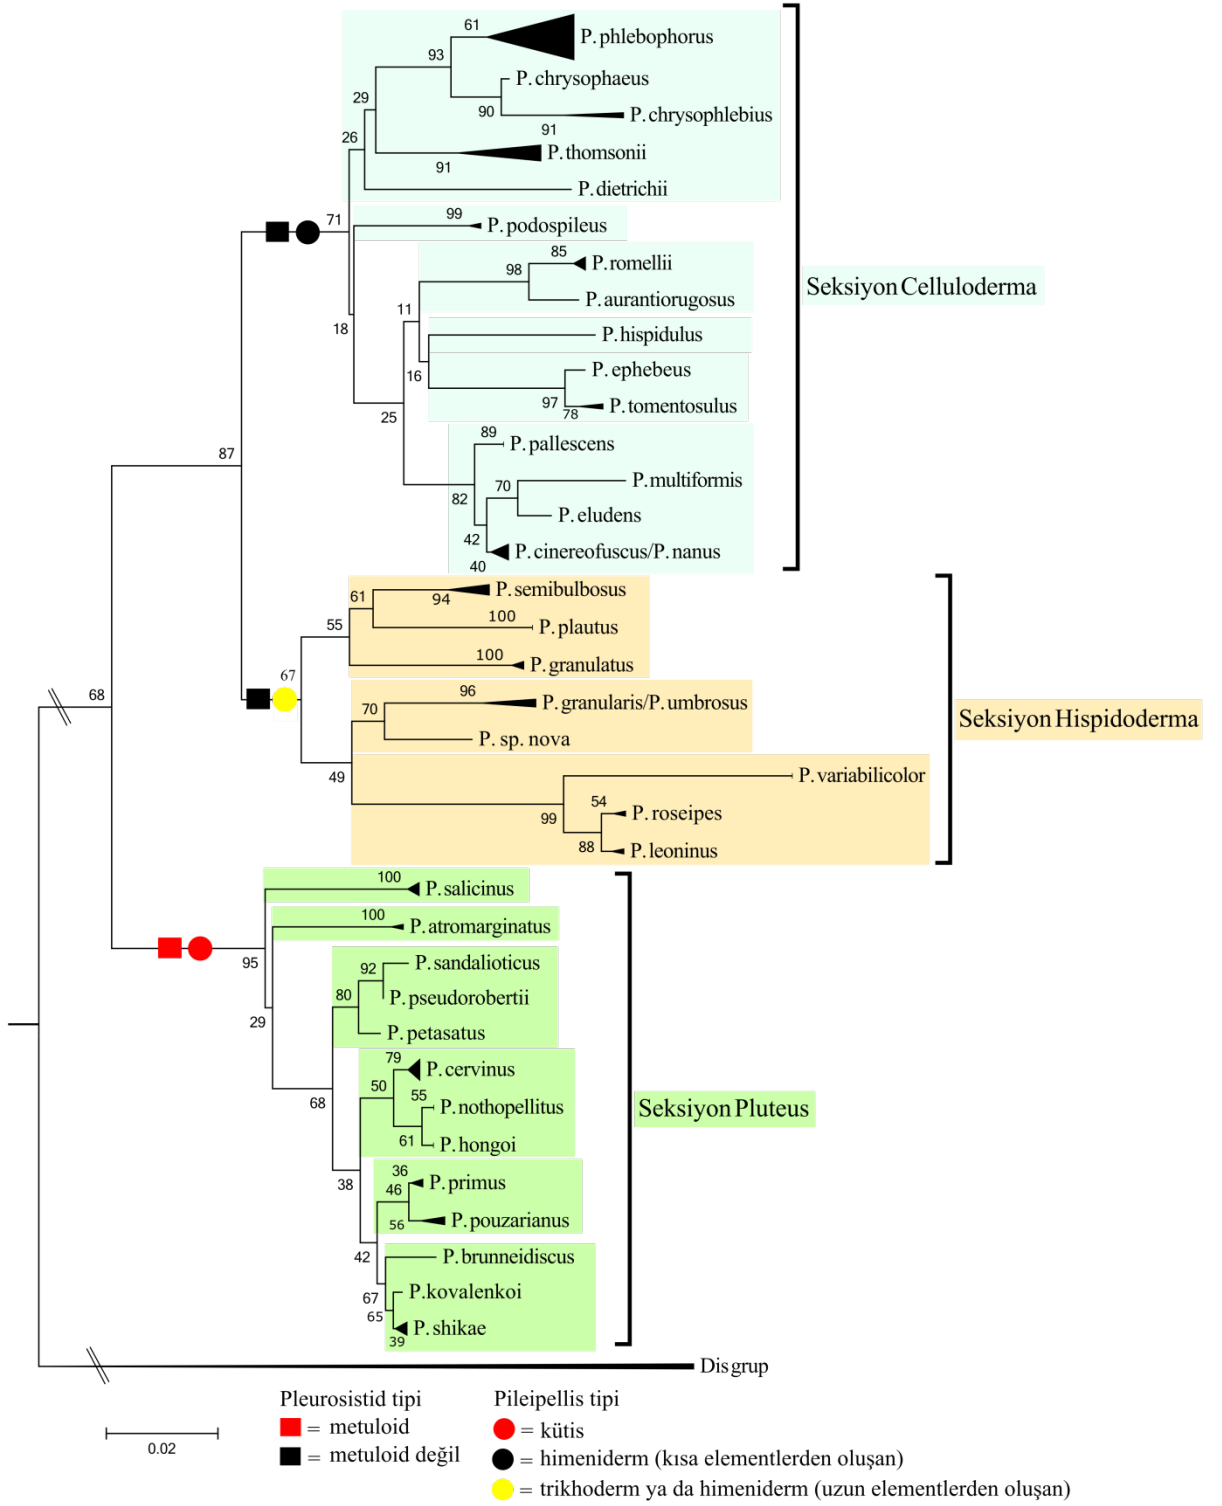 61
P. phlebophorus
93
P. chrysophaeus
29
90
P. chrysophlebius
91
26
P. thomsonii
91
P. dietrichii
71
99
P. podospileus
85
P. romellii
98
P. aurantiorugosus
Seksiyon Celluloderma
11
18
P. hispidulus
16
P. ephebeus
97
78
P. tomentosulus
25
89
P. pallescens
87
82
70
P. multiformis
P. eludens
42
P. cinereofuscus/P. nanus
40
61
94
P. semibulbosus
55
100
P. plautus
100
P. granulatus
67
68
96
P. granularis/P. umbrosus
70
P. sp. nova
Seksiyon Hispidoderma
49
P. variabilicolor
99
54
P. roseipes
88
P. leoninus
100
P. salicinus
100
P. atromarginatus
95
92
P. sandalioticus
80
P. pseudorobertii
29
P. petasatus
79
P. cervinus
50
55
P. nothopellitus
68
61
P. hongoi
Seksiyon Pluteus
38
36
P. primus
46
56
P. pouzarianus
42
P. brunneidiscus
67
P. kovalenkoi
65
P. shikae
39
Disgrup
Pleurosistid tipi
= metuloid
= metuloid değil
Pileipellis tipi
= kütis
= himeniderm (kısa elementlerden oluşan)
= trikhoderm ya da himeniderm (uzun elementlerden oluşan)
0.02